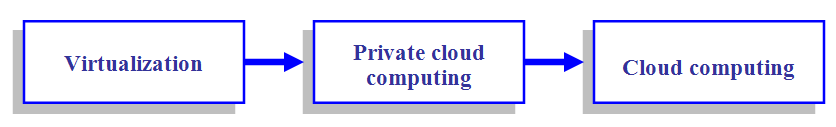 Virtualization
Private cloud
computing
Cloud computing